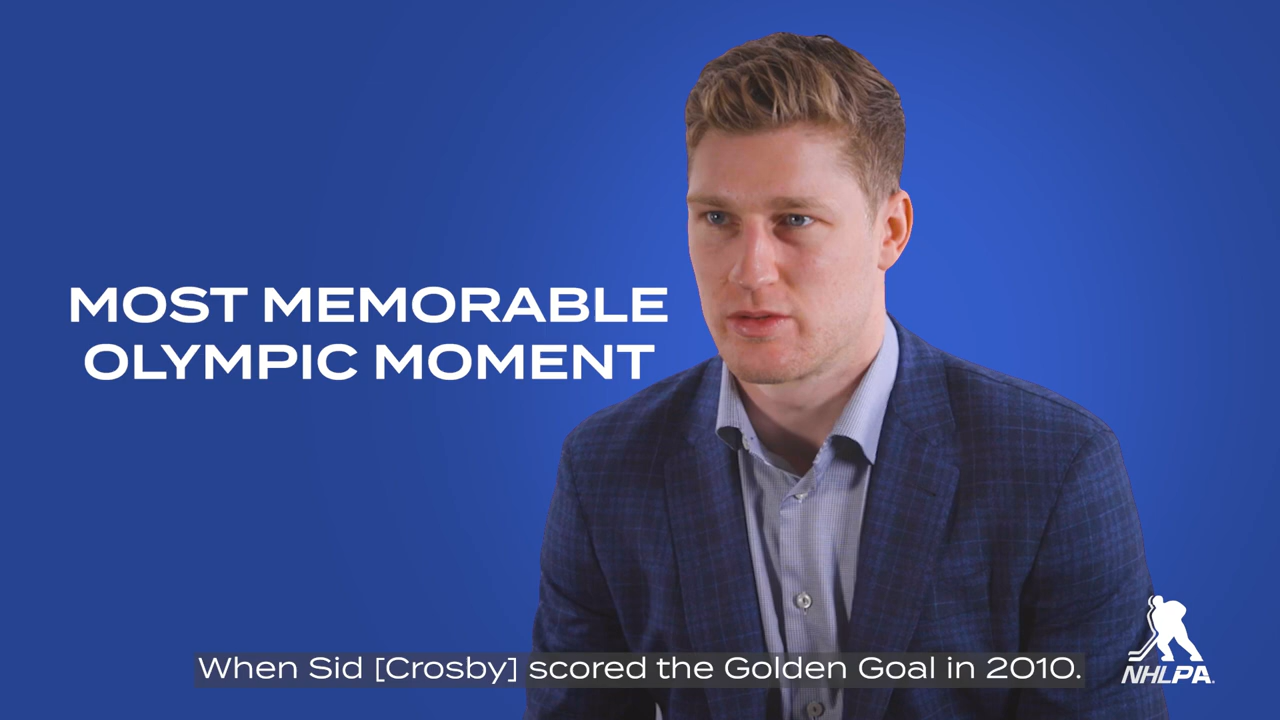 MOST MEMORABLE
OLYMPIC MOMENT
When Sid [Crosby] scored the Golden Goal in 2010.
NHLPA.